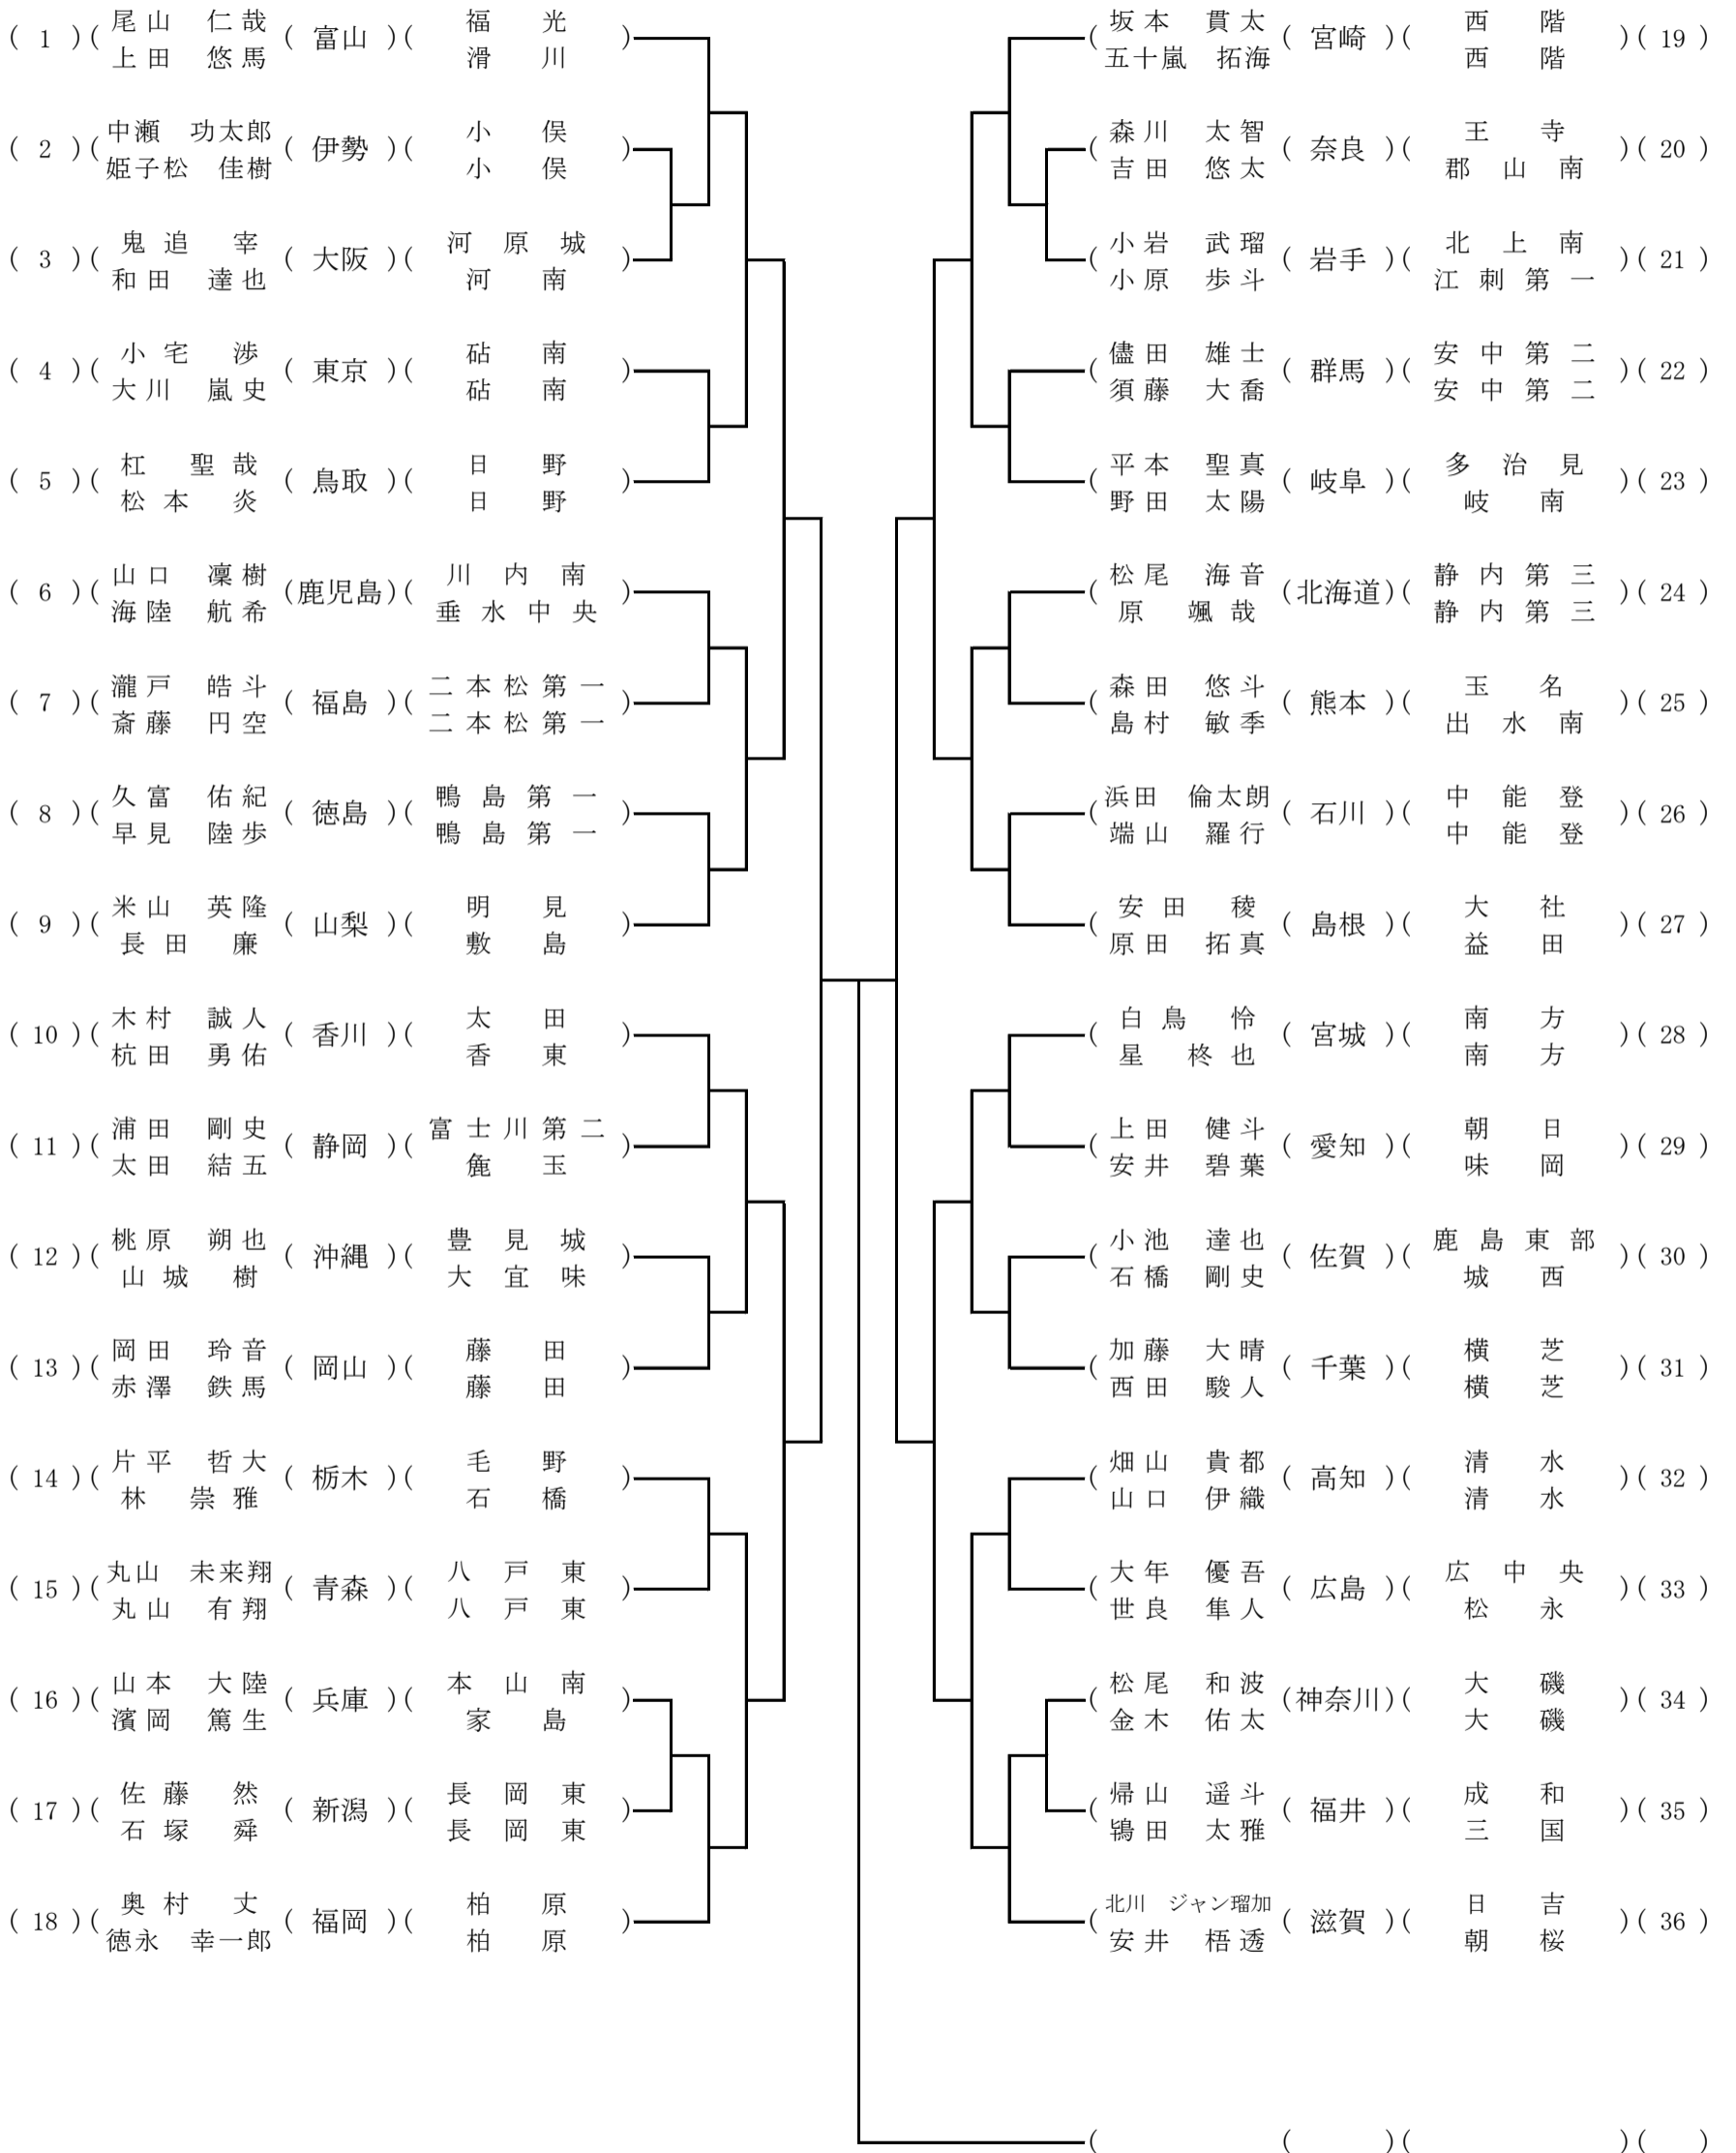 ( 1 ) ( 尾山 仁哉 ( 富山 ) ( 福光 )
上田 悠馬 滑川
( 2 ) ( 中瀬 功太郎 ( 伊勢 ) ( 小俣 )
姫子松 佳樹 小俣
( 3 ) ( 鬼追 宰 ( 大阪 ) ( 河原城 )
和田 達也 河南
( 4 ) ( 小宅 渉 ( 東京 ) ( 砧南 )
大川 嵐史 砧南
( 5 ) ( 杠 聖哉 ( 鳥取 ) ( 日野 )
松本 炎 日野
( 6 ) ( 山口 凜樹 (鹿児島) ( 川内南 )
海陸 航希 垂水中央
( 7 ) ( 瀧戸 皓斗 ( 福島 ) ( 二本松第一 )
斎藤 円空 二本松第一
( 8 ) ( 久富 佑紀 ( 徳島 ) ( 鴨島第一 )
早見 陸歩 鴨島第一
( 9 ) ( 米山 英隆 ( 山梨 ) ( 明見 )
長田 廉 敷島
( 10 ) ( 木村 誠人 ( 香川 ) ( 太田 )
杭田 勇佑 香東
( 11 ) ( 浦田 剛史 ( 静岡 ) ( 富士川第二 )
太田 結五 麁玉
( 12 ) ( 桃原 朔也 ( 沖縄 ) ( 豊見城 )
山城 樹 大宜味
( 13 ) ( 岡田 玲音 ( 岡山 ) ( 藤田 )
赤澤 鉄馬 藤田
( 14 ) ( 片平 哲大 ( 栃木 ) ( 毛野 )
林 崇雅 石橋
( 15 ) ( 丸山 未来翔 ( 青森 ) ( 八戸東 )
丸山 有翔 八戸東
( 16 ) ( 山本 大陸 ( 兵庫 ) ( 本山南 )
濱岡 篤生 家島
( 17 ) ( 佐藤 然 ( 新潟 ) ( 長岡東 )
石塚 舜 長岡東
( 18 ) ( 奥村 丈 ( 福岡 ) ( 柏原 )
徳永 幸一郎 柏原
( 坂本 貫太 ( 宮崎 ) ( 西階 ) ( 19 )
五十嵐 拓海 西階
( 森川 太智 ( 奈良 ) ( 王寺 ) ( 20 )
吉田 悠太 郡山南
( 小岩 武瑠 ( 岩手 ) ( 北上南 ) ( 21 )
小原 歩斗 江刺第一
( 儘田 雄士 ( 群馬 ) ( 安中第二 ) ( 22 )
須藤 大喬 安中第二
( 平本 聖真 ( 岐阜 ) ( 多治見 ) ( 23 )
野田 太陽 岐南
( 松尾 海音 (北海道) ( 静内第三 ) ( 24 )
原 颯哉 静内第三
( 森田 悠斗 ( 熊本 ) ( 玉名 ) ( 25 )
島村 敏季 出水南
( 浜田 倫太朗 ( 石川 ) ( 中能登 ) ( 26 )
端山 羅行 中能登
( 安田 稜 ( 島根 ) ( 大社 ) ( 27 )
原田 拓真 益田
( 白鳥 怜 ( 宮城 ) ( 南方 ) ( 28 )
星 柊也 南方
( 上田 健斗 ( 愛知 ) ( 朝日 ) ( 29 )
安井 碧葉 味岡
( 小池 達也 ( 佐賀 ) ( 鹿島東部 ) ( 30 )
石橋 剛史 城西
( 加藤 大晴 ( 千葉 ) ( 横芝 ) ( 31 )
西田 駿人 横芝
( 畑山 貴都 ( 高知 ) ( 清水 ) ( 32 )
山口 伊織 清水
( 大年 優吾 ( 広島 ) ( 広中央 ) ( 33 )
世良 隼人 松永
( 松尾 和波 (神奈川) ( 大磯 ) ( 34 )
金木 佑太 大磯
( 帰山 遥斗 ( 福井 ) ( 成和 ) ( 35 )
鴇田 太雅 三国
( 北川 ジャン瑠加 ( 滋賀 ) ( 日吉 ) ( 36 )
安井 梧透 朝桜
( ( ) ( ) ( )